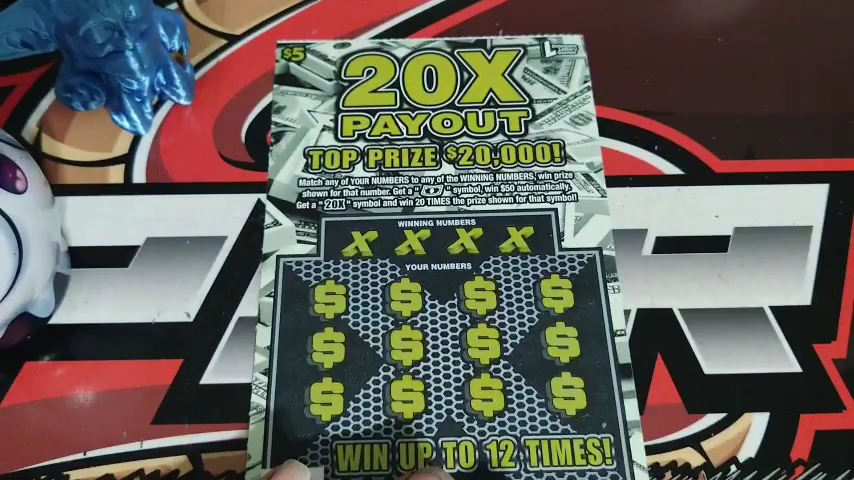 $5
20X
PAYOUT
TOP PRIZE $20,000!
Match any of YOUR NUMBERS to any of the WINNING NUMBERS, win prize
shown for that number. Get a " " symbol, win $50 automatically.
Get a "20X" symbol and win 20 TIMES the prize shown for that symbol!
WINNING NUMBERS
X X X X
YOUR NUMBERS
$ $ $ $
$ $ $ $
$ $ $ $
WIN UP TO 12 TIMES!